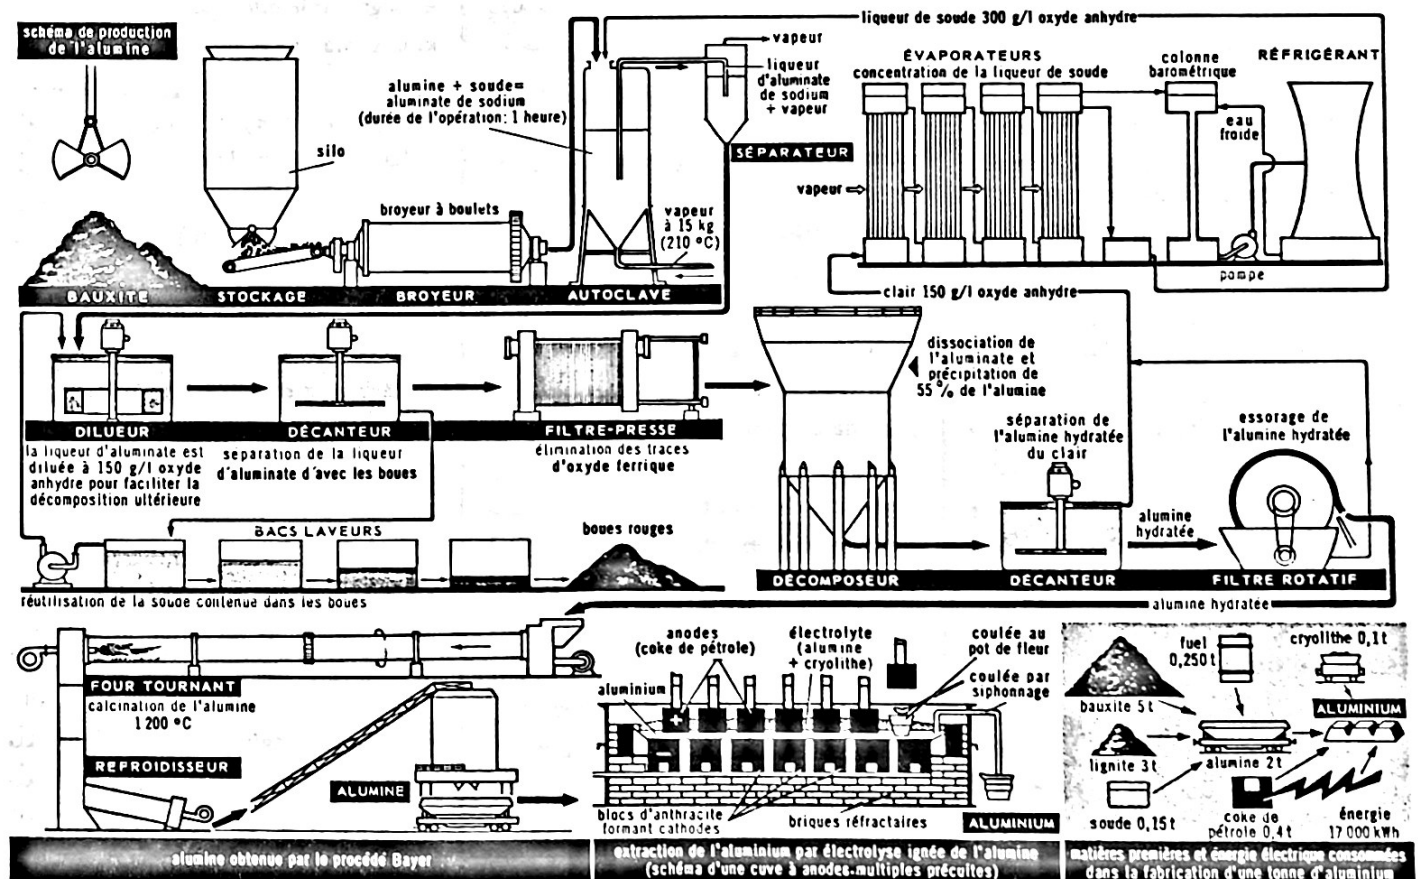 schéma de production
de l'alumine
silo
alumine + soude=
aluminate de sodium
(durée de l'opération: 1 heure)
broyeur à boulets
vapeur
à 15 kg
(210 °C)
vapeur
liqueur
d'aluminate
de sodium
+ vapeur
SÉPARATEUR
liqueur de soude 300 g/l oxyde anhydre
ÉVAPORATEURS
concentration de la liqueur de soude
colonne
barométrique
RÉFRIGÉRANT
eau
froide
vapeur
pompe
clair 150 g/l oxyde anhydre
BAUXITE
STOCKAGE
BROYEUR
AUTOCLAVE
DILUEUR
la liqueur d'aluminate est
diluée à 150 g/l oxyde
anhydre pour faciliter la
décomposition ultérieure
DÉCANTEUR
séparation de la liqueur
d'aluminate d'avec les boues
FILTRE-PRESSE
élimination des traces
d'oxyde ferrique
dissociation de
l'aluminate et
précipitation de
55 % de l'alumine
séparation de
l'alumine hydratée
du clair
essorage de
l'alumine hydratée
alumine
hydratée
DÉCOMPOSEUR
DÉCANTEUR
FILTRE ROTATIF
BACS LAVEURS
boues rouges
réutilisation de la soude contenue dans les boues
alumine hydratée
FOUR TOURNANT
calcination de l'alumine
1 200 °C
REFROIDISSEUR
ALUMINE
anodes
(coke de pétrole)
électrolyte
(alumine
+ cryolithe)
coulée au
pot de fleur
coulée par
siphonnage
aluminium
blocs d'anthracite
formant cathodes
briques réfractaires
ALUMINIUM
fuel
0,250 t
cryolithe 0,1 t
bauxite 5 t
ALUMINIUM
lignite 3 t
alumine 2 t
soude 0,15 t
coke de
pétrole 0,4 t
énergie
17 000 kWh
alumine obtenue par le procédé Bayer
extraction de l'aluminium par électrolyse ignée de l'alumine
(schéma d'une cuve à anodes multiples précuites)
matières premières et énergie électrique consommées
dans la fabrication d'une tonne d'aluminium